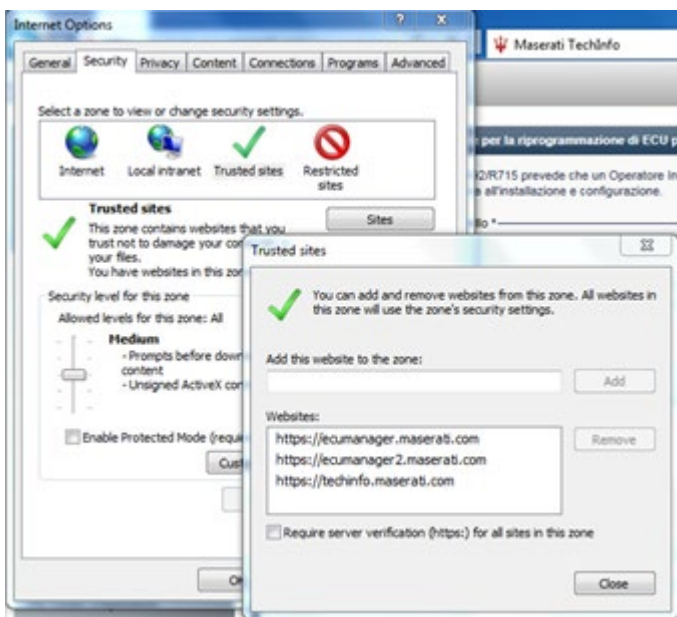 Internet Options
Maserati TechInfo
General Security Privacy Content Connections Programs Advanced
Select a zone to view or change security settings.
per la riprogrammazione di ECU p
Internet Local intranet Trusted sites Restricted sites
2/R715 prevede che un Operatore In
a all'installazione e configurazione.
Trusted sites
Sites
This zone contains websites that you
trust not to damage your co
your files.
You have websites in this zon
Trusted sites
You can add and remove websites from this zone. All websites in
this zone will use the zone's security settings.
Security level for this zone
Allowed levels for this zone: All
Medium
- Prompts before down
content
- Unsigned ActiveX con
Add this website to the zone:
Add
Websites:
https://ecumanager.maserati.com
https://ecumanager2.maserati.com
https://techinfo.maserati.com
Remove
Enable Protected Mode (requi
Cust
Require server verification (https:) for all sites in this zone
Close